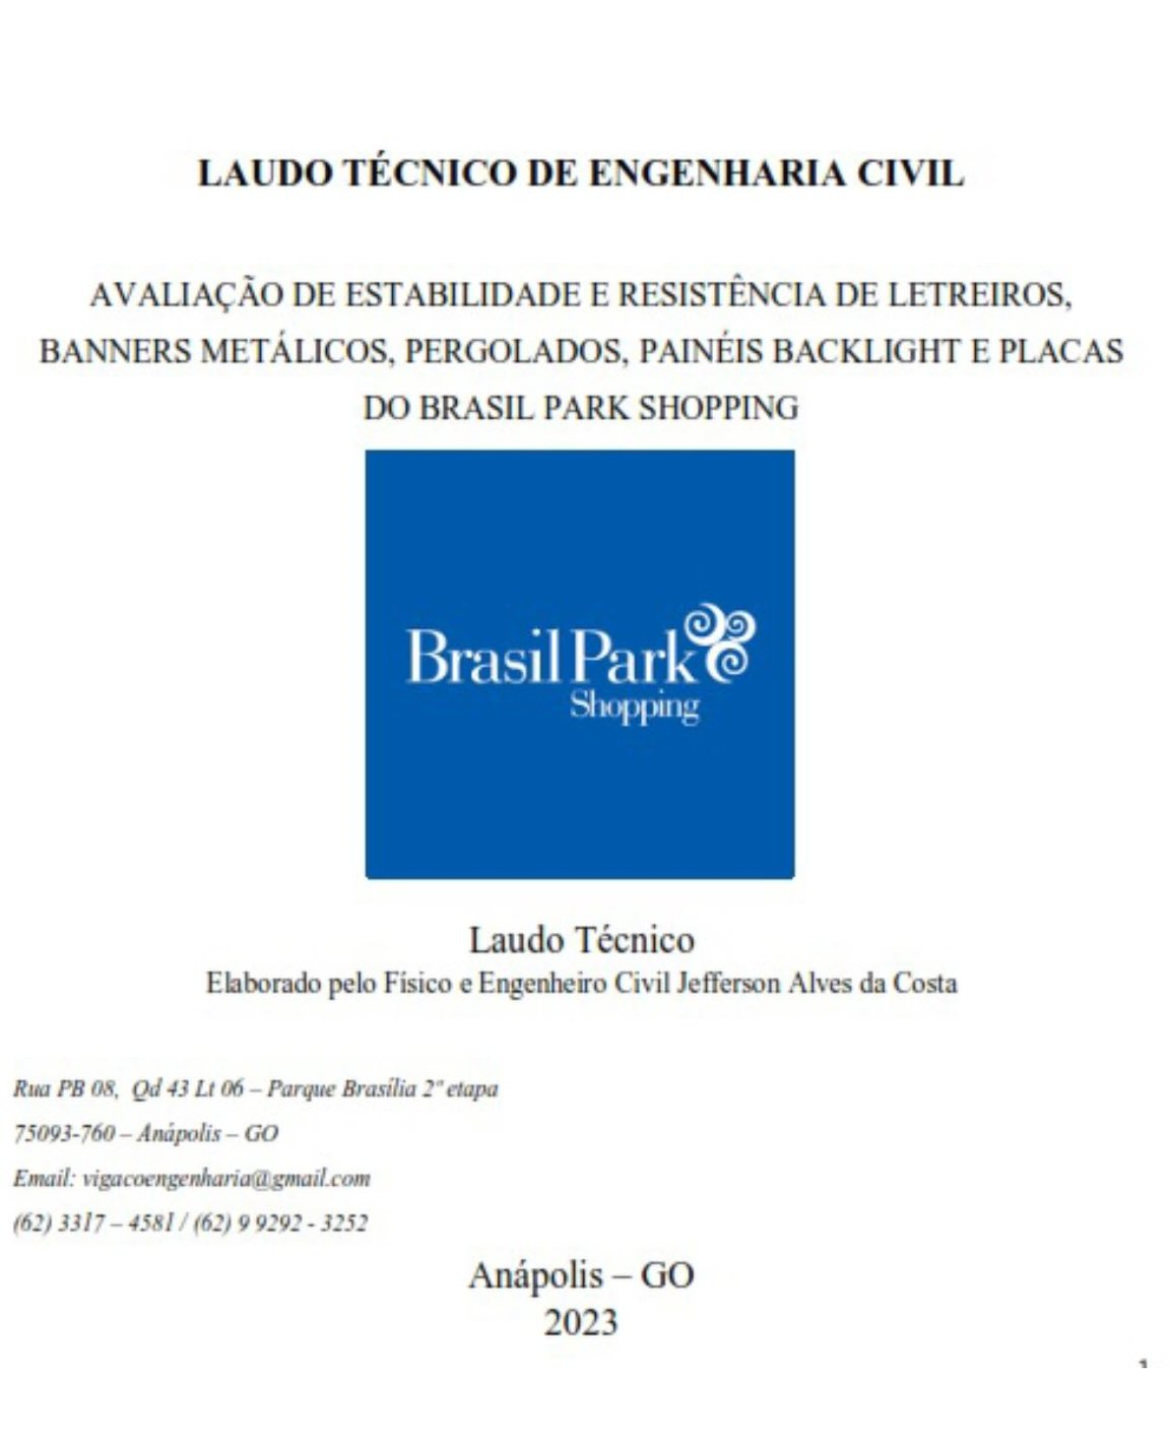 LAUDO TÉCNICO DE ENGENHARIA CIVIL
AVALIAÇÃO DE ESTABILIDADE E RESISTÊNCIA DE LETREIROS,
BANNERS METÁLICOS, PERGOLADOS, PAINÉIS BACKLIGHT E PLACAS
DO BRASIL PARK SHOPPING
Brasil Park
Shopping
Laudo Técnico
Elaborado pelo Físico e Engenheiro Civil Jefferson Alves da Costa
Rua PB 08, Qd 43 Lt 06 – Parque Brasília 2ª etapa
75093-760 – Anápolis – GO
Email: vigacoengenharia@gmail.com
(62) 3317 – 4581 / (62) 9 9292 - 3252
Anápolis – GO
2023
1